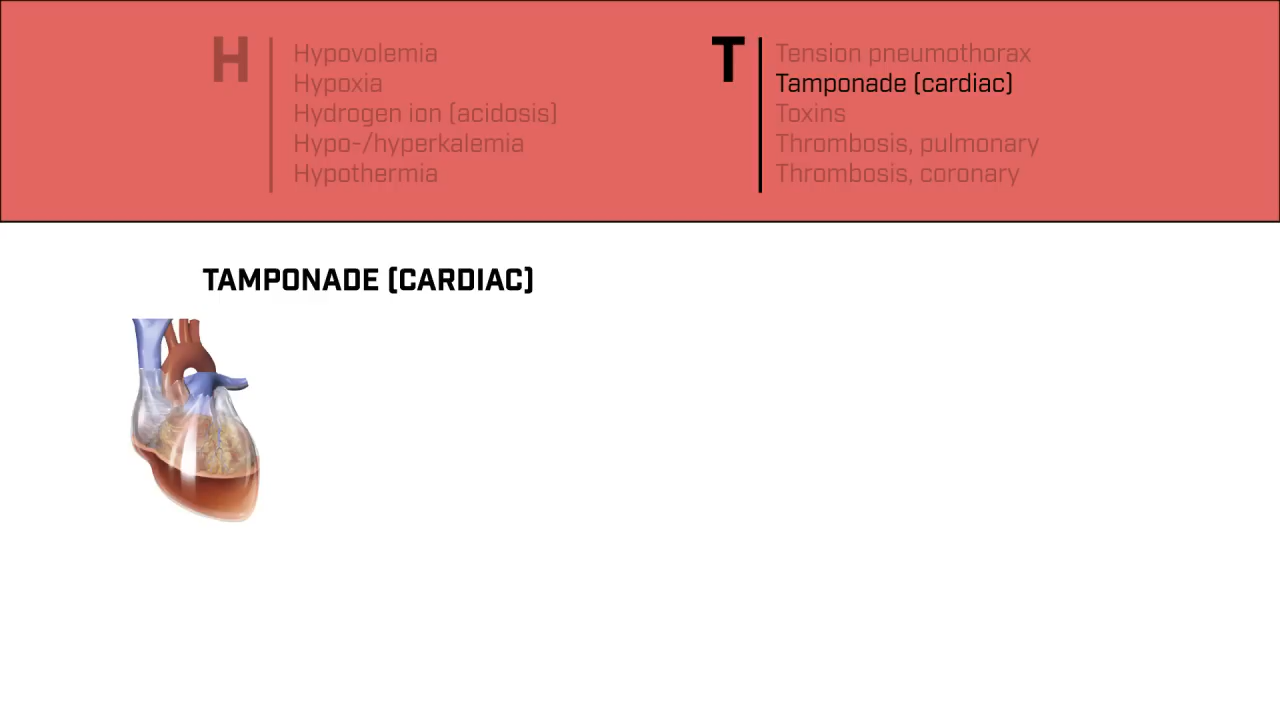 H
Hypovolemia
Hypoxia
Hydrogen ion (acidosis)
Hypo-/hyperkalemia
Hypothermia
T
Tension pneumothorax
Tamponade (cardiac)
Toxins
Thrombosis, pulmonary
Thrombosis, coronary
TAMPONADE (CARDIAC)